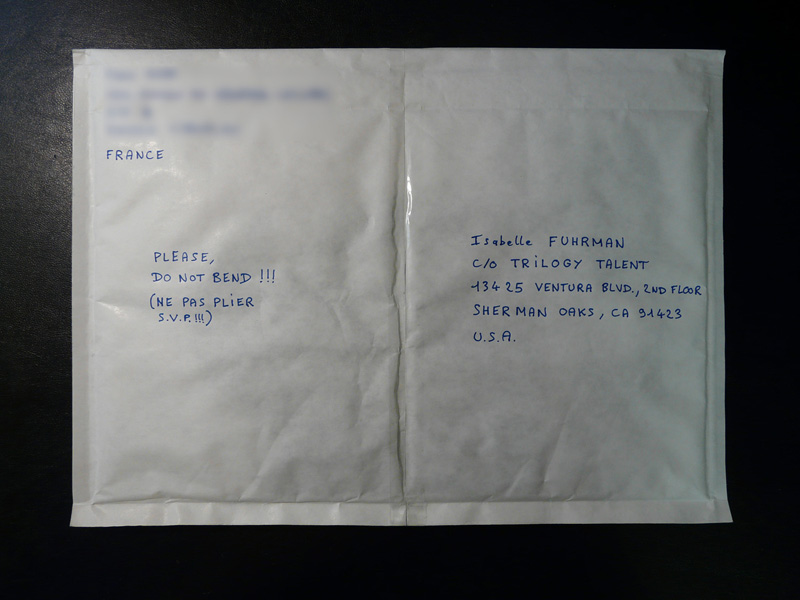 FRANCE
PLEASE,
DO NOT BEND !!!
(NE PAS PLiER
S.V.P.!!!)
Isabelle FUHRMAN
C/O TRiLOGY TALENT
13425 VENTURA BLVD., 2ND FLOOR
SHERMAN OAKS, CA 91423
U.S.A.